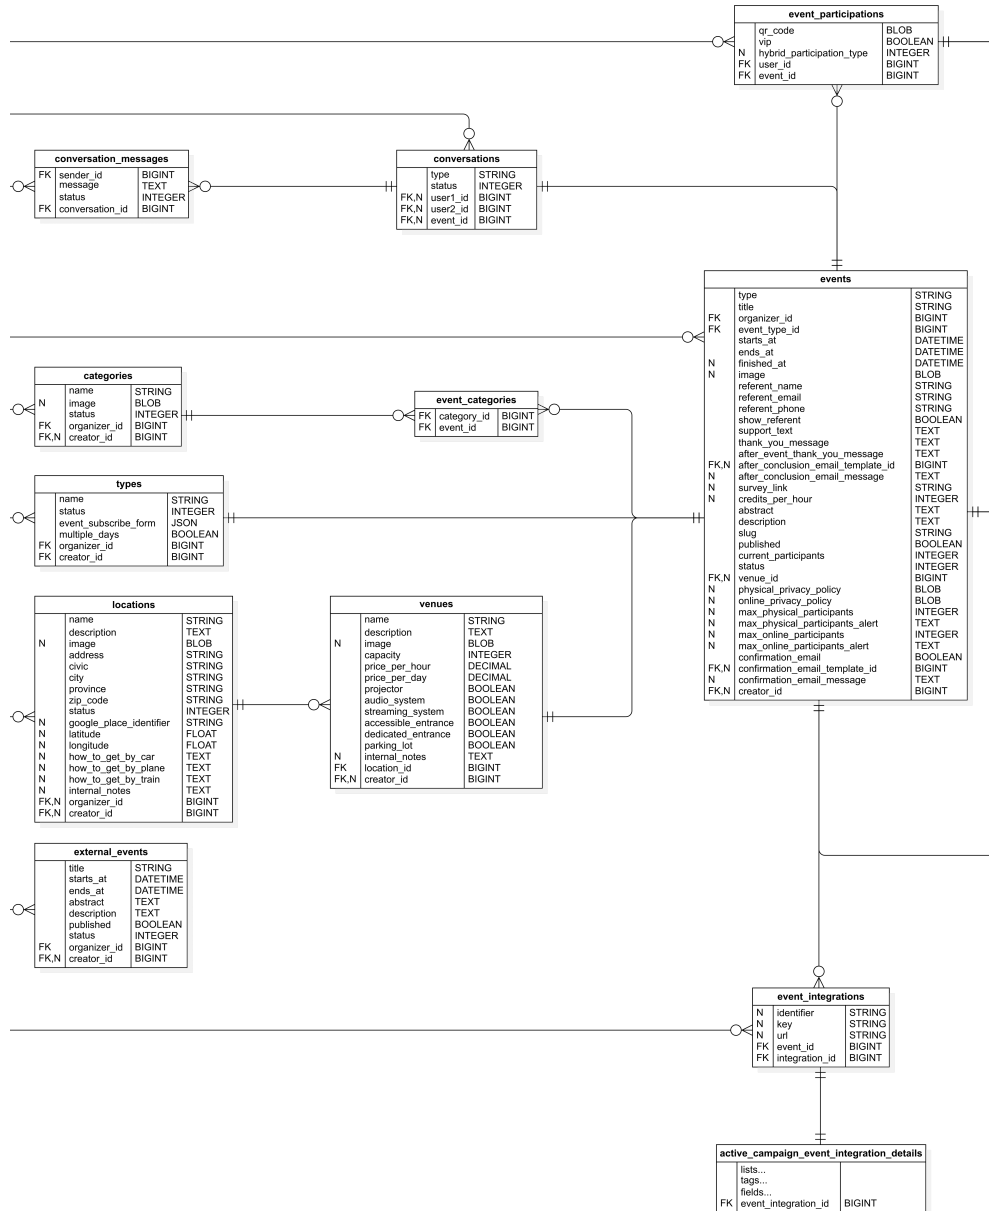 event_participations
qr_code BLOB
vip BOOLEAN
N hybrid_participation_type INTEGER
FK user_id BIGINT
FK event_id BIGINT
conversation_messages
FK sender_id BIGINT
message TEXT
status INTEGER
FK conversation_id BIGINT
conversations
type STRING
status INTEGER
FK,N user1_id BIGINT
FK,N user2_id BIGINT
FK,N event_id BIGINT
events
type STRING
title STRING
FK organizer_id BIGINT
FK event_type_id BIGINT
starts_at DATETIME
ends_at DATETIME
N finished_at DATETIME
N image BLOB
referent_name STRING
referent_email STRING
referent_phone STRING
show_referent BOOLEAN
support_text TEXT
thank_you_message TEXT
after_event_thank_you_message TEXT
FK,N after_conclusion_email_template_id BIGINT
N after_conclusion_email_message TEXT
N survey_link STRING
N credits_per_hour INTEGER
abstract TEXT
description TEXT
slug STRING
published BOOLEAN
current_participants INTEGER
status INTEGER
FK,N venue_id BIGINT
N physical_privacy_policy BLOB
N online_privacy_policy BLOB
N max_physical_participants INTEGER
N max_physical_participants_alert TEXT
N max_online_participants INTEGER
N max_online_participants_alert TEXT
confirmation_email BOOLEAN
FK,N confirmation_email_template_id BIGINT
N confirmation_email_message TEXT
FK,N creator_id BIGINT
categories
name STRING
N image BLOB
status INTEGER
FK organizer_id BIGINT
FK,N creator_id BIGINT
event_categories
FK category_id BIGINT
FK event_id BIGINT
types
name STRING
status INTEGER
event_subscribe_form JSON
multiple_days BOOLEAN
FK organizer_id BIGINT
FK creator_id BIGINT
locations
name STRING
description TEXT
N image BLOB
address STRING
civic STRING
city STRING
province STRING
zip_code STRING
status INTEGER
N google_place_identifier STRING
N latitude FLOAT
N longitude FLOAT
N how_to_get_by_car TEXT
N how_to_get_by_plane TEXT
N how_to_get_by_train TEXT
N internal_notes TEXT
FK,N organizer_id BIGINT
FK,N creator_id BIGINT
venues
name STRING
description TEXT
N image BLOB
capacity INTEGER
price_per_hour DECIMAL
price_per_day DECIMAL
projector BOOLEAN
audio_system BOOLEAN
streaming_system BOOLEAN
accessible_entrance BOOLEAN
dedicated_entrance BOOLEAN
parking_lot BOOLEAN
N internal_notes TEXT
FK location_id BIGINT
FK,N creator_id BIGINT
external_events
title STRING
starts_at DATETIME
ends_at DATETIME
abstract TEXT
description TEXT
published BOOLEAN
status INTEGER
FK organizer_id BIGINT
FK,N creator_id BIGINT
event_integrations
N identifier STRING
N key STRING
N url STRING
FK event_id BIGINT
FK integration_id BIGINT
active_campaign_event_integration_details
lists...
tags...
fields...
FK event_integration_id BIGINT